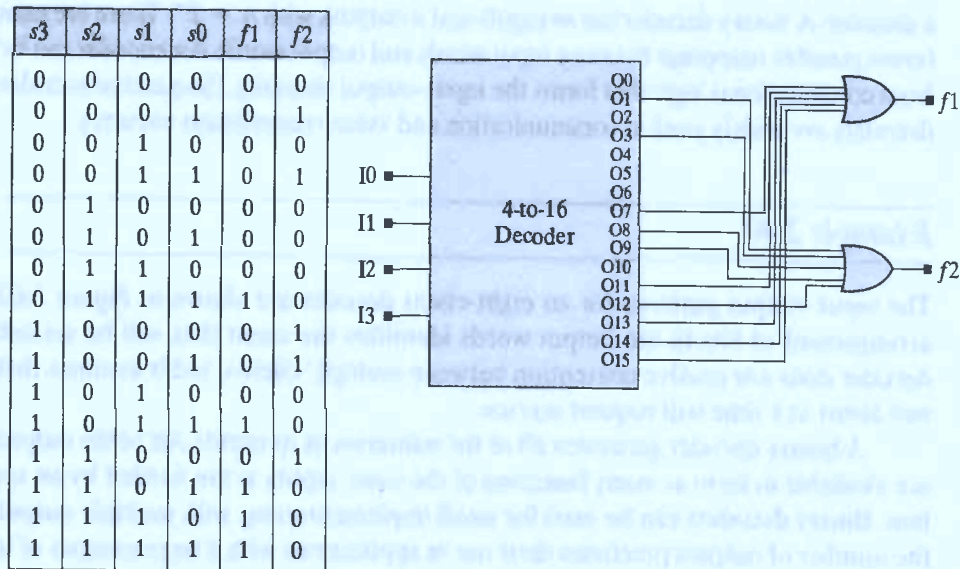 s3 s2 s1 s0 f1 f2
0 0 0 0 0 0
0 0 0 1 0 1
0 0 1 0 0 0
0 0 1 1 0 1
0 1 0 0 0 0
0 1 0 1 0 0
0 1 1 0 0 0
0 1 1 1 1 0
1 0 0 0 0 1
1 0 0 1 0 1
1 0 1 0 0 0
1 0 1 1 1 0
1 1 0 0 0 1
1 1 0 1 1 0
1 1 1 0 1 0
1 1 1 1 1 0
I0
I1
I2
I3
4-to-16
Decoder
O0
O1
O2
O3
O4
O5
O6
O7
O8
O9
O10
O11
O12
O13
O14
O15
f1
f2